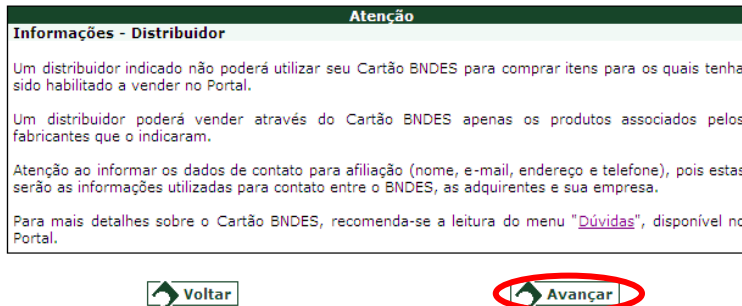 Atenção
Informações - Distribuidor
Um distribuidor indicado não poderá utilizar seu Cartão BNDES para comprar itens para os quais tenha
sido habilitado a vender no Portal.
Um distribuidor poderá vender através do Cartão BNDES apenas os produtos associados pelos
fabricantes que o indicaram.
Atenção ao informar os dados de contato para afiliação (nome, e-mail, endereço e telefone), pois estas
serão as informações utilizadas para contato entre o BNDES, as adquirentes e sua empresa.
Para mais detalhes sobre o Cartão BNDES, recomenda-se a leitura do menu "Dúvidas", disponível no
Portal.
Voltar
Avançar